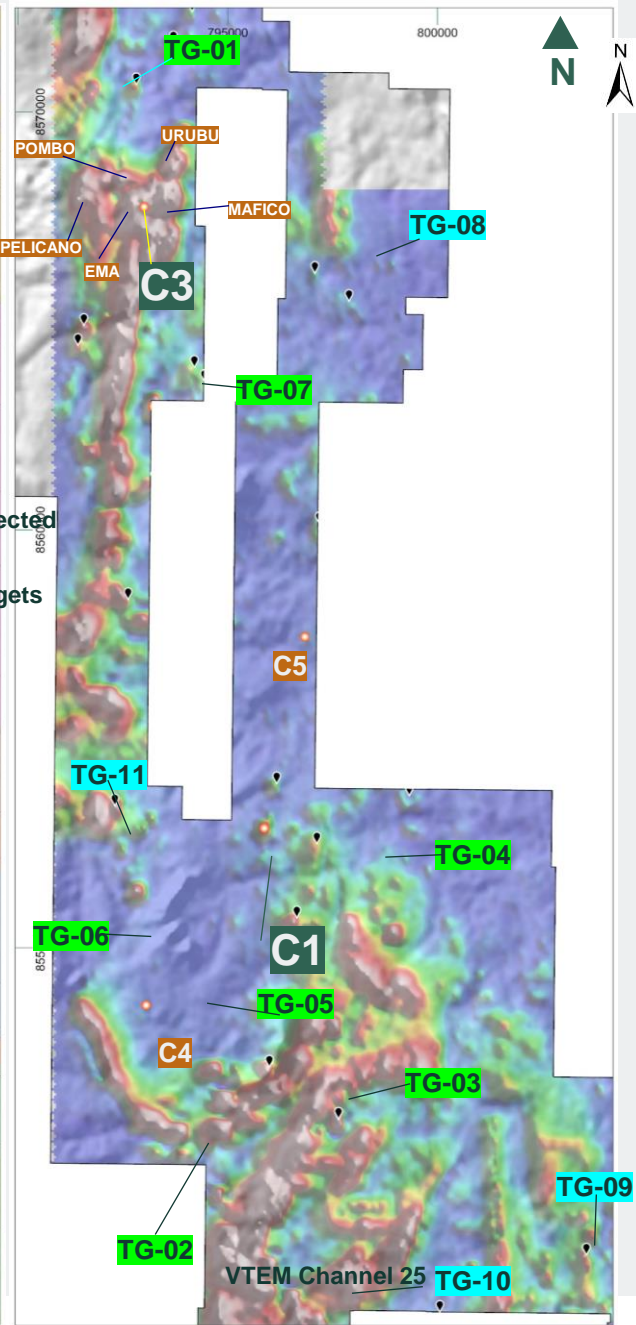 795000
800000
TG-01
N
N
8570000
URUBU
POMBO
MAFICO
TG-08
PELICANO
EMA
C3
TG-07
ected
8560000
gets
C5
TG-11
TG-04
TG-06
C1
855
TG-05
C4
TG-03
TG-09
TG-02
VTEM Channel 25
TG-10